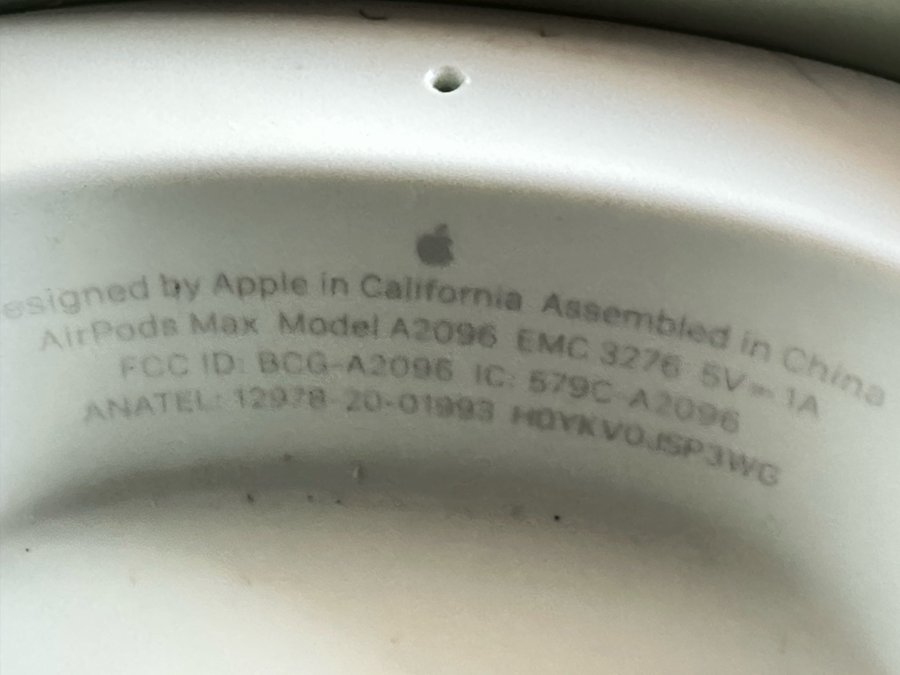 esigned by Apple in California Assembled in China
AirPods Max Model A2096 EMC 3276 5V⎓1A
FCC ID: BCG-A2096 IC: 579C-A2096
ANATEL: 12978-20-01993 H0YKV0JSP3WG